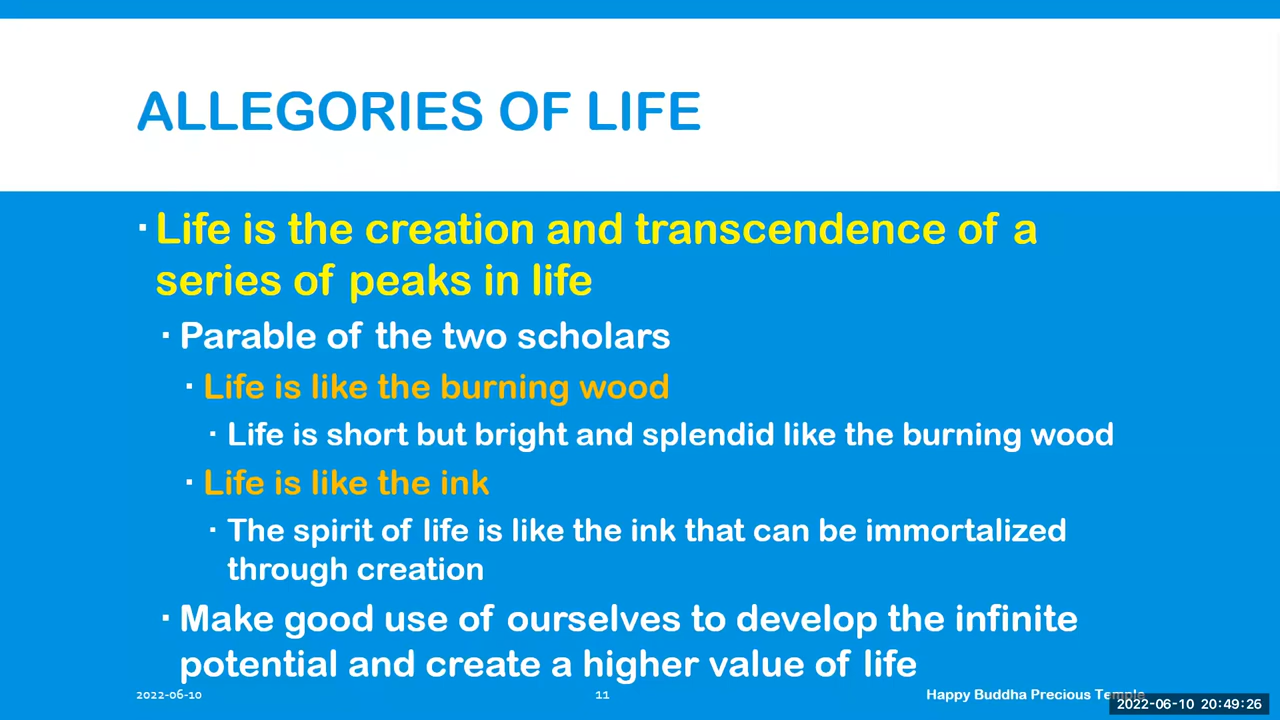 ALLEGORIES OF LIFE
▪ Life is the creation and transcendence of a
series of peaks in life
▪ Parable of the two scholars
▪ Life is like the burning wood
▪ Life is short but bright and splendid like the burning wood
▪ Life is like the ink
▪ The spirit of life is like the ink that can be immortalized
through creation
▪ Make good use of ourselves to develop the infinite
potential and create a higher value of life
2022-06-10
11
Happy Buddha Precious Temple
2022-06-10 20:49:26